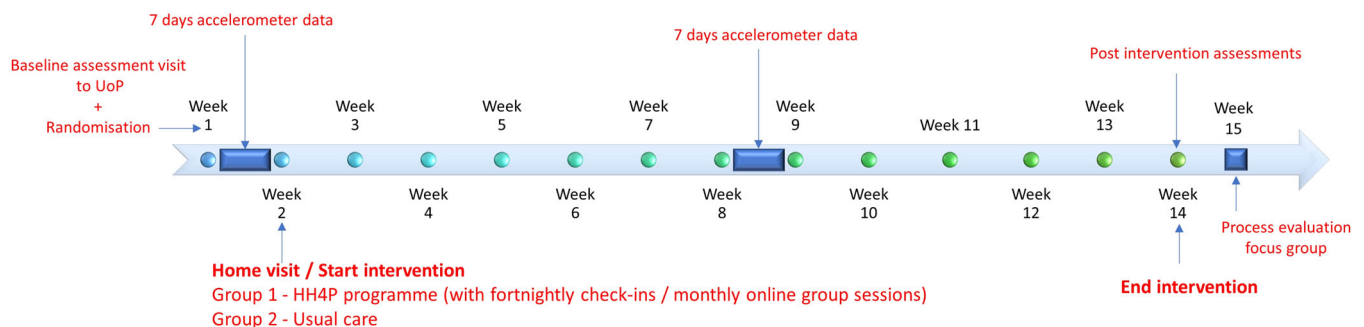 7 days accelerometer data
7 days accelerometer data
Post intervention assessments
Baseline assessment visit
to UoP
+
Randomisation
Week
1
Week
3
Week
5
Week
7
Week
9
Week 11
Week
13
Week
15
Week
2
Week
4
Week
6
Week
8
Week
10
Week
12
Week
14
Process evaluation
focus group
Home visit / Start intervention
Group 1 - HH4P programme (with fortnightly check-ins / monthly online group sessions)
Group 2 - Usual care
End intervention